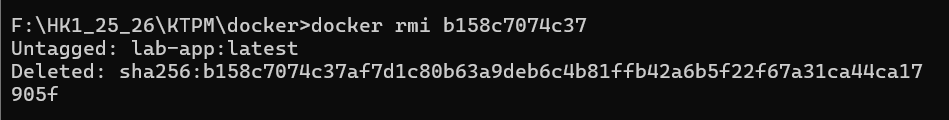 F:\HK1_25_26\KTPM\docker>docker rmi b158c7074c37
Untagged: lab-app:latest
Deleted: sha256:b158c7074c37af7d1c80b63a9deb6c4b81ffb42a6b5f22f67a31ca44ca17
905f